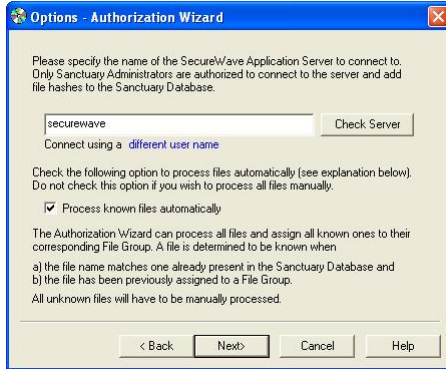 Options - Authorization Wizard
Please specify the name of the SecureWave Application Server to connect to.
Only Sanctuary Administrators are authorized to connect to the server and add
file hashes to the Sanctuary Database.
securewave
Check Server
Connect using a different user name
Check the following option to process files automatically (see explanation below).
Do not check this option if you wish to process all files manually.
Process known files automatically
The Authorization Wizard can process all files and assign all known ones to their
corresponding File Group. A file is determined to be known when
a) the file name matches one already present in the Sanctuary Database and
b) the file has been previously assigned to a File Group.
All unknown files will have to be manually processed.
< Back
Next>
Cancel
Help